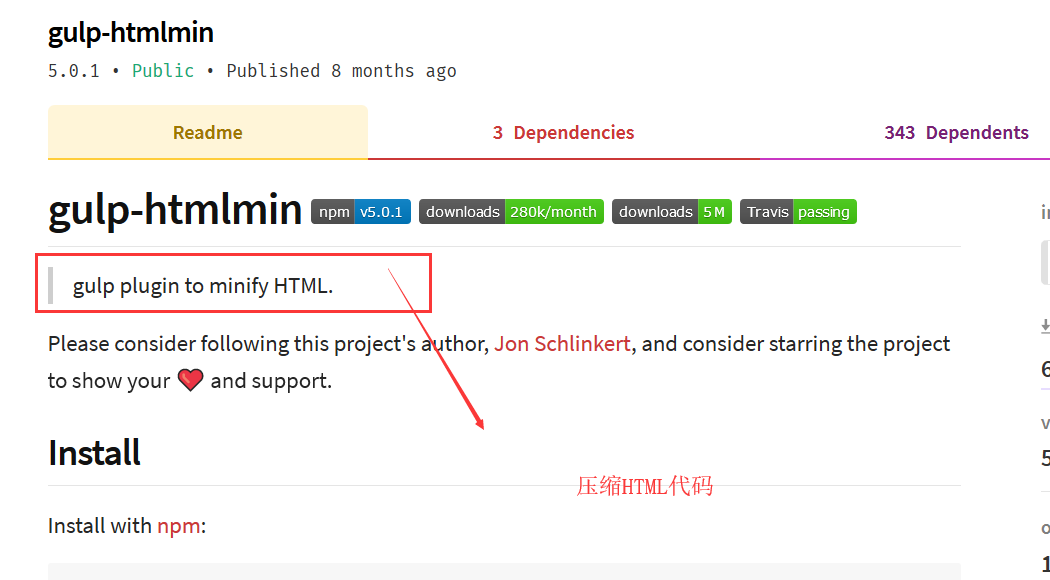 gulp-htmlmin
5.0.1 • Public • Published 8 months ago
Readme
3 Dependencies
343 Dependents
gulp-htmlmin npm v5.0.1 downloads 280k/month downloads 5M Travis passing
gulp plugin to minify HTML.
Please consider following this project's author, Jon Schlinkert, and consider starring the project
to show your ❤️ and support.
Install
压缩HTML代码
Install with npm: